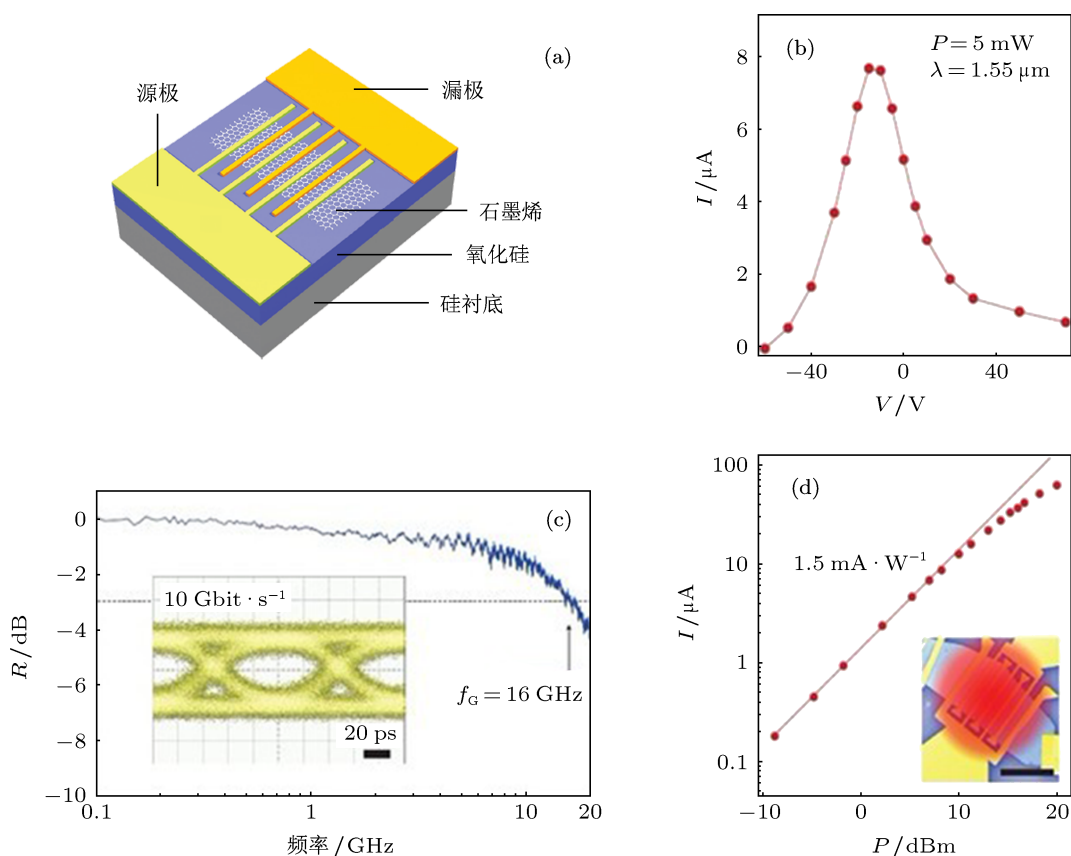 (a)
源极
漏极
石墨烯
氧化硅
硅衬底
(b)
P = 5 mW
λ = 1.55 μm
8
6
4
2
0
I /μA
−40
0
40
V /V
(c)
0
−2
−4
−6
−8
−10
R /dB
10 Gbit · s⁻¹
20 ps
f_G = 16 GHz
0.1
1
10
20
频率 /GHz
(d)
100
10
1
0.1
I /μA
1.5 mA · W⁻¹
−10
0
10
20
P /dBm